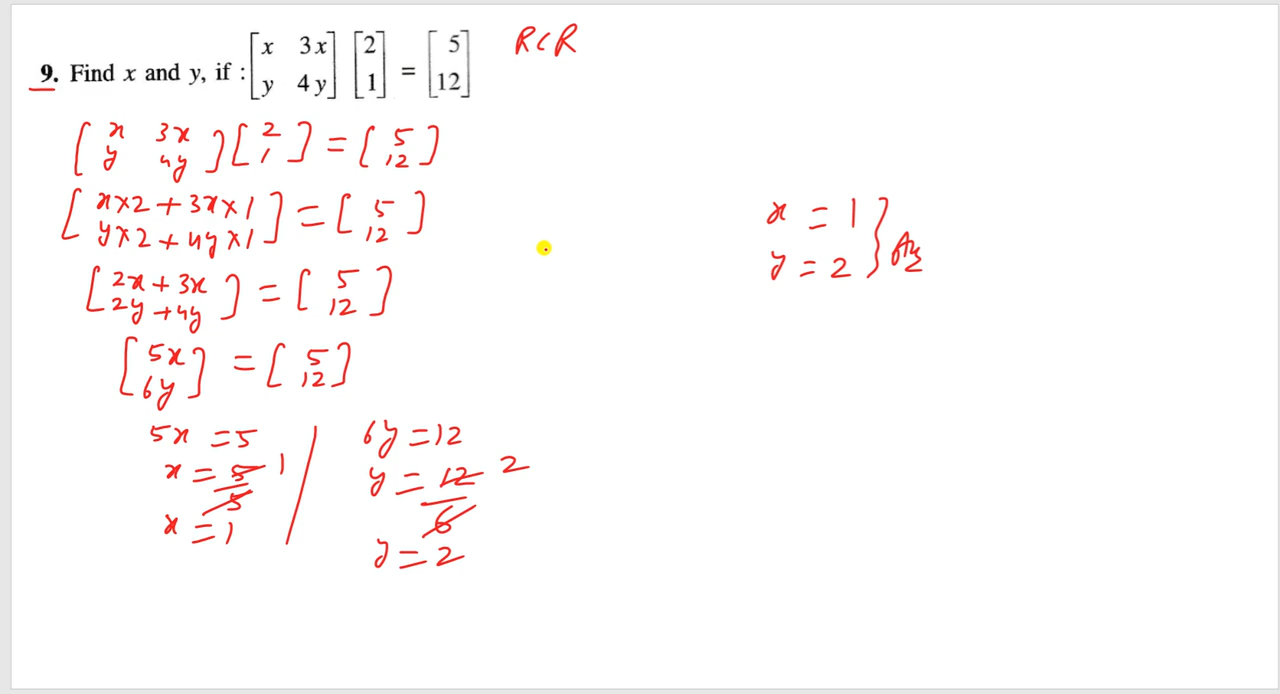 9. Find x and y, if : [x 3x] [2] = [5] RCR
[y 4y] [1] [12]
[x 3x] [2] = [5]
[y 4y] [1] [12]
[x×2+3x×1] = [5]
[y×2+4y×1] [12]
[2x+3x] = [5]
[2y+4y] [12]
[5x] = [5]
[6y] [12]
5x = 5
x = 5/5 1
x = 1
6y = 12
y = 12/6 2
y = 2
x = 1
y = 2 } Ans